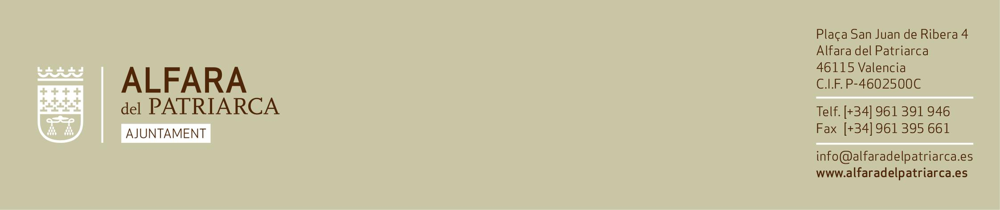 ALFARA
del PATRIARCA
AJUNTAMENT
Plaça San Juan de Ribera 4
Alfara del Patriarca
46115 Valencia
C.I.F. P-4602500C
Telf. [+34] 961 391 946
Fax [+34] 961 395 661
info@alfaradelpatriarca.es
www.alfaradelpatriarca.es